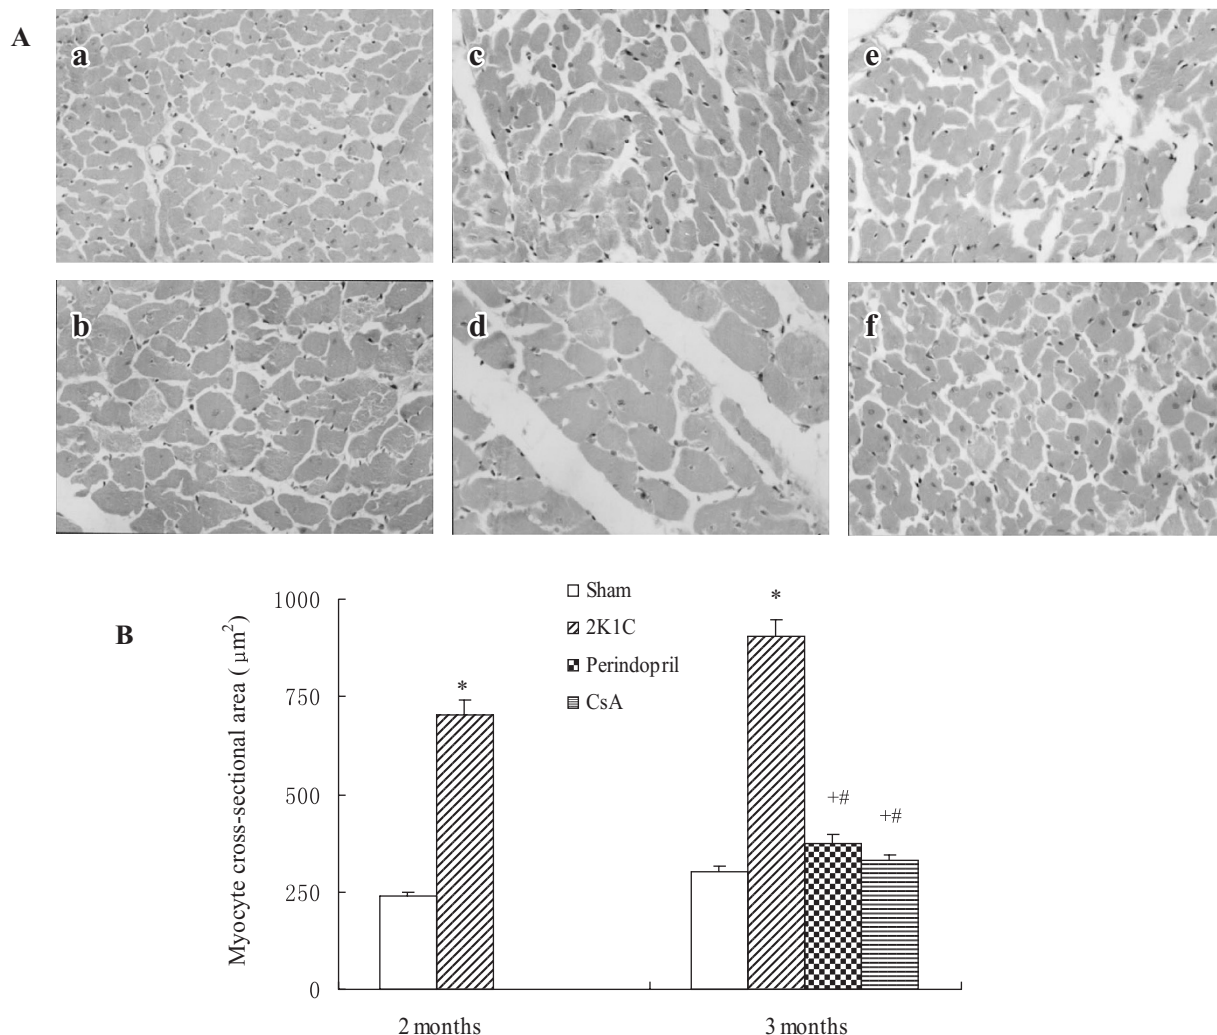 A
a
c
e
b
d
f
B
Myocyte cross-sectional area ( μm²)
1000
750
500
250
0
Sham
2K1C
Perindopril
CsA
*
*
+#
+#
2 months
3 months